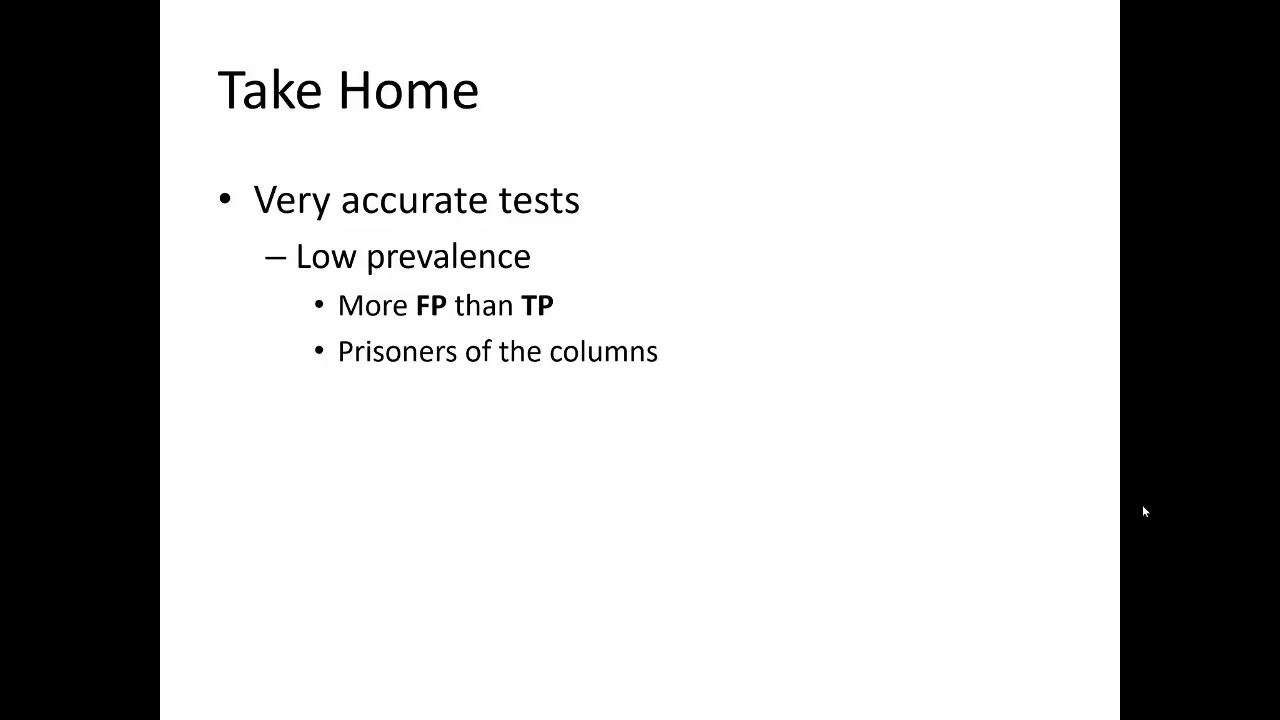 Take Home
• Very accurate tests
– Low prevalence
• More FP than TP
• Prisoners of the columns